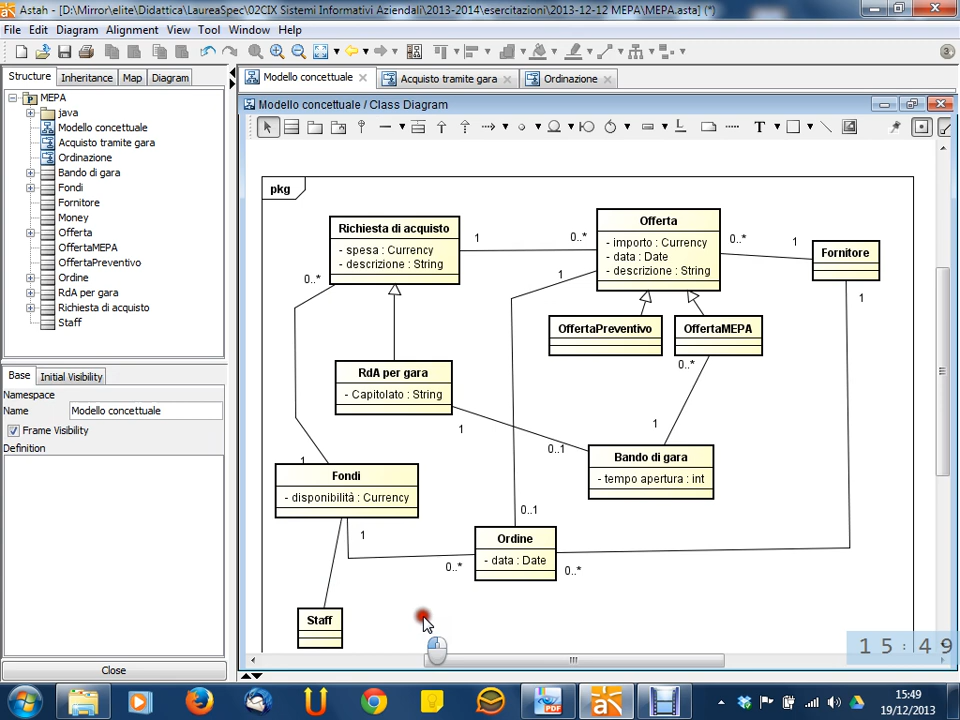 Astah - [D:\Mirror\elite\Didattica\LaureaSpec\02CIX Sistemi Informativi Aziendali\2013-2014\esercitazioni\2013-12-12 MEPA\MEPA.asta] (*)
File Edit Diagram Alignment View Tool Window Help
3
Structure Inheritance Map Diagram
MEPA
java
Modello concettuale
Acquisto tramite gara
Ordinazione
Bando di gara
Fondi
Fornitore
Money
Offerta
OffertaMEPA
OffertaPreventivo
Ordine
RdA per gara
Richiesta di acquisto
Staff
Base Initial Visibility
Namespace
Name Modello concettuale
Frame Visibility
Definition
Close
Modello concettuale Acquisto tramite gara Ordinazione
Modello concettuale / Class Diagram
T
pkg
Richiesta di acquisto
- spesa : Currency
- descrizione : String
1
0..*
Offerta
- importo : Currency
- data : Date
- descrizione : String
0..*
1
Fornitore
1
0..*
1
OffertaPreventivo
OffertaMEPA
0..*
RdA per gara
- Capitolato : String
1
0..1
1
Bando di gara
- tempo apertura : int
1
Fondi
- disponibilità : Currency
1
0..*
0..1
Ordine
- data : Date
0..*
Staff
15:49
15:49
19/12/2013